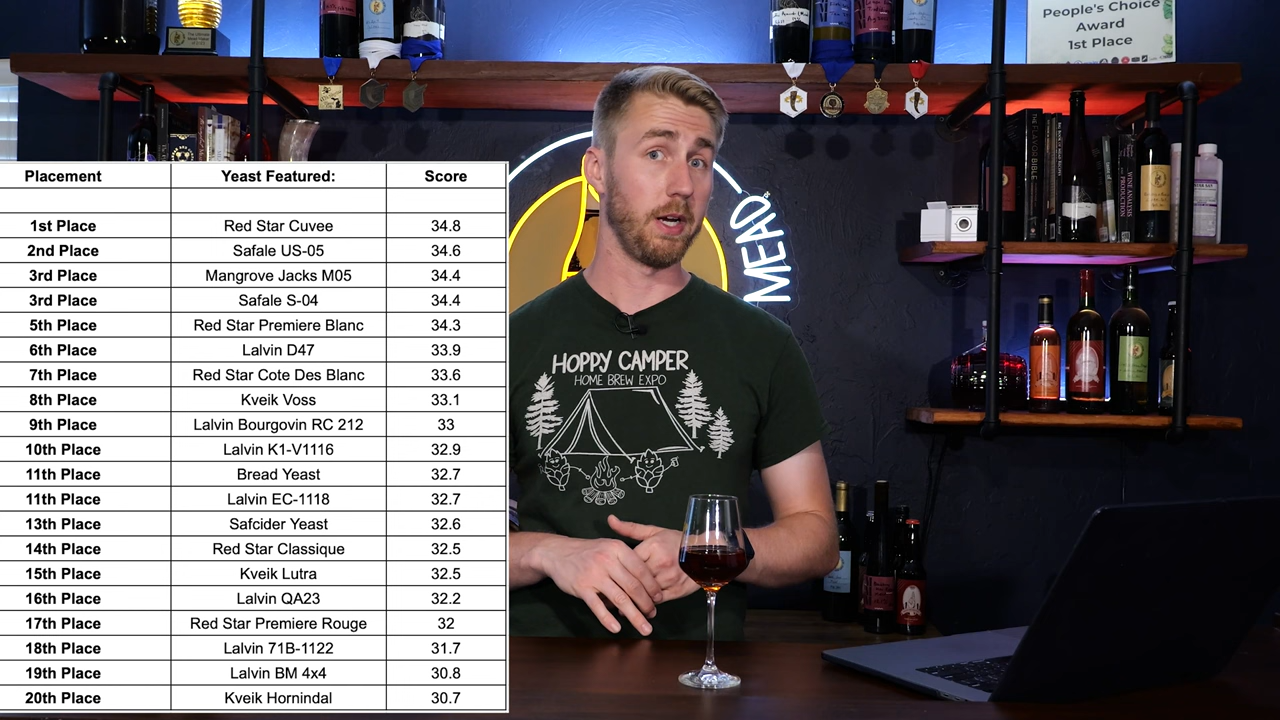 People's Choice
Award
1st Place
MEAD
THE FLAVOR BIBLE
WINE ANALYSIS
PRODUCTION
HOPPY CAMPER
HOME BREW EXPO
Placement Yeast Featured: Score
1st Place Red Star Cuvee 34.8
2nd Place Safale US-05 34.6
3rd Place Mangrove Jacks M05 34.4
3rd Place Safale S-04 34.4
5th Place Red Star Premiere Blanc 34.3
6th Place Lalvin D47 33.9
7th Place Red Star Cote Des Blanc 33.6
8th Place Kveik Voss 33.1
9th Place Lalvin Bourgovin RC 212 33
10th Place Lalvin K1-V1116 32.9
11th Place Bread Yeast 32.7
11th Place Lalvin EC-1118 32.7
13th Place Safcider Yeast 32.6
14th Place Red Star Classique 32.5
15th Place Kveik Lutra 32.5
16th Place Lalvin QA23 32.2
17th Place Red Star Premiere Rouge 32
18th Place Lalvin 71B-1122 31.7
19th Place Lalvin BM 4x4 30.8
20th Place Kveik Hornindal 30.7